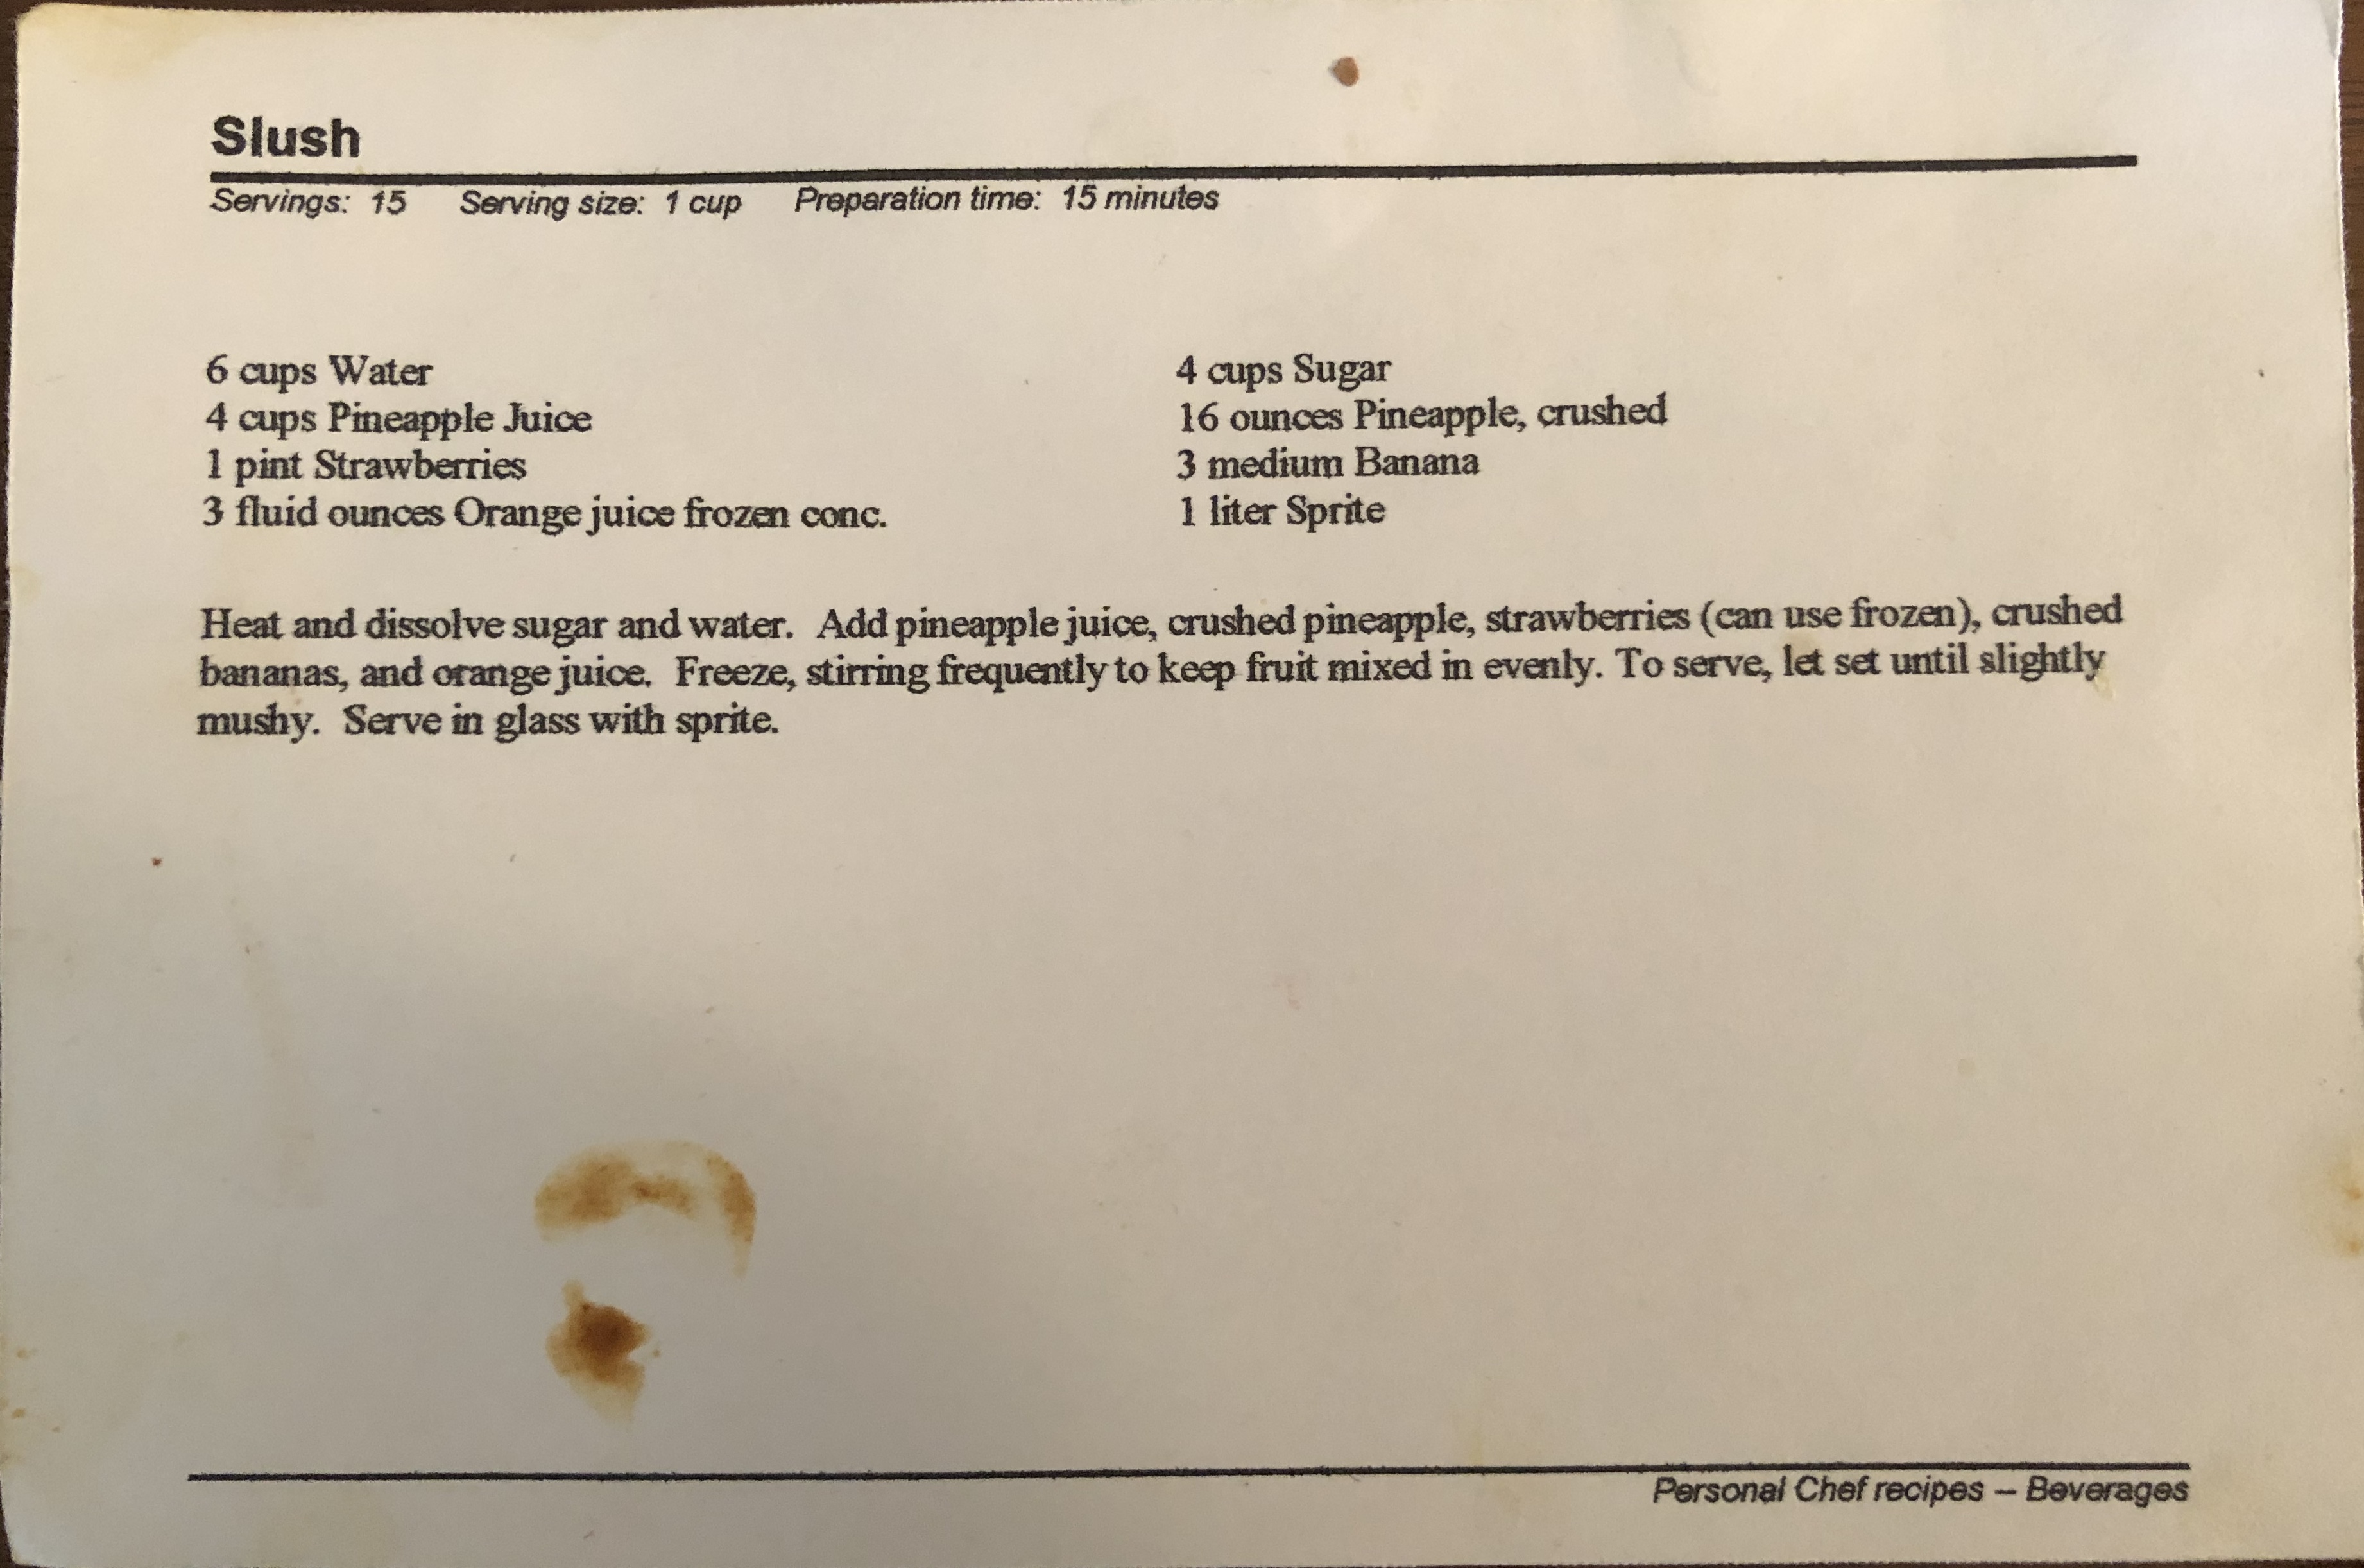 Slush
Servings: 15 Serving size: 1 cup Preparation time: 15 minutes
6 cups Water
4 cups Pineapple Juice
1 pint Strawberries
3 fluid ounces Orange juice frozen conc.
4 cups Sugar
16 ounces Pineapple, crushed
3 medium Banana
1 liter Sprite
Heat and dissolve sugar and water. Add pineapple juice, crushed pineapple, strawberries (can use frozen), crushed
bananas, and orange juice. Freeze, stirring frequently to keep fruit mixed in evenly. To serve, let set until slightly
mushy. Serve in glass with sprite.
Personal Chef recipes – Beverages